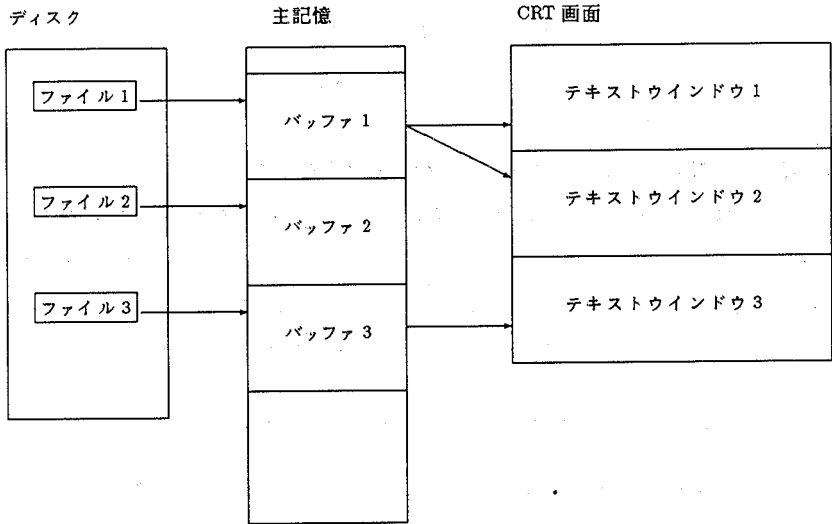 ディスク
主記憶
CRT 画面
ファイル 1
ファイル 2
ファイル 3
バッファ 1
バッファ 2
バッファ 3
テキストウインドウ 1
テキストウインドウ 2
テキストウインドウ 3